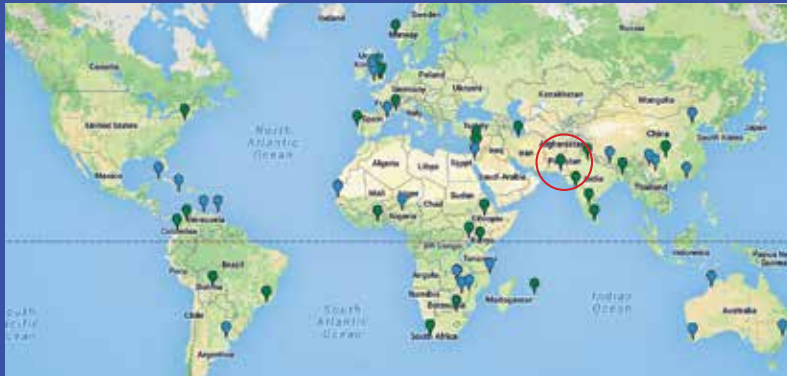 Iceland
Sweden
Norway
Russia
Canada
United
Kingdom
Poland
Germany
Ukraine
Kazakhstan
Mongolia
France
Italy
Spain
Turkey
United States
North
Atlantic
Ocean
Afghanistan
Pakistan
China
South Korea
Japan
Iraq
Iran
Algeria
Libya
Egypt
Saudi Arabia
India
Thailand
Mexico
Mali
Niger
Chad
Sudan
Nigeria
Ethiopia
Venezuela
Colombia
Kenya
DR Congo
Tanzania
Indonesia
Papua New
Guinea
Brazil
Peru
Bolivia
Angola
Namibia
Botswana
Madagascar
Chile
South
Atlantic
Ocean
Indian
Ocean
Australia
South Africa
Argentina